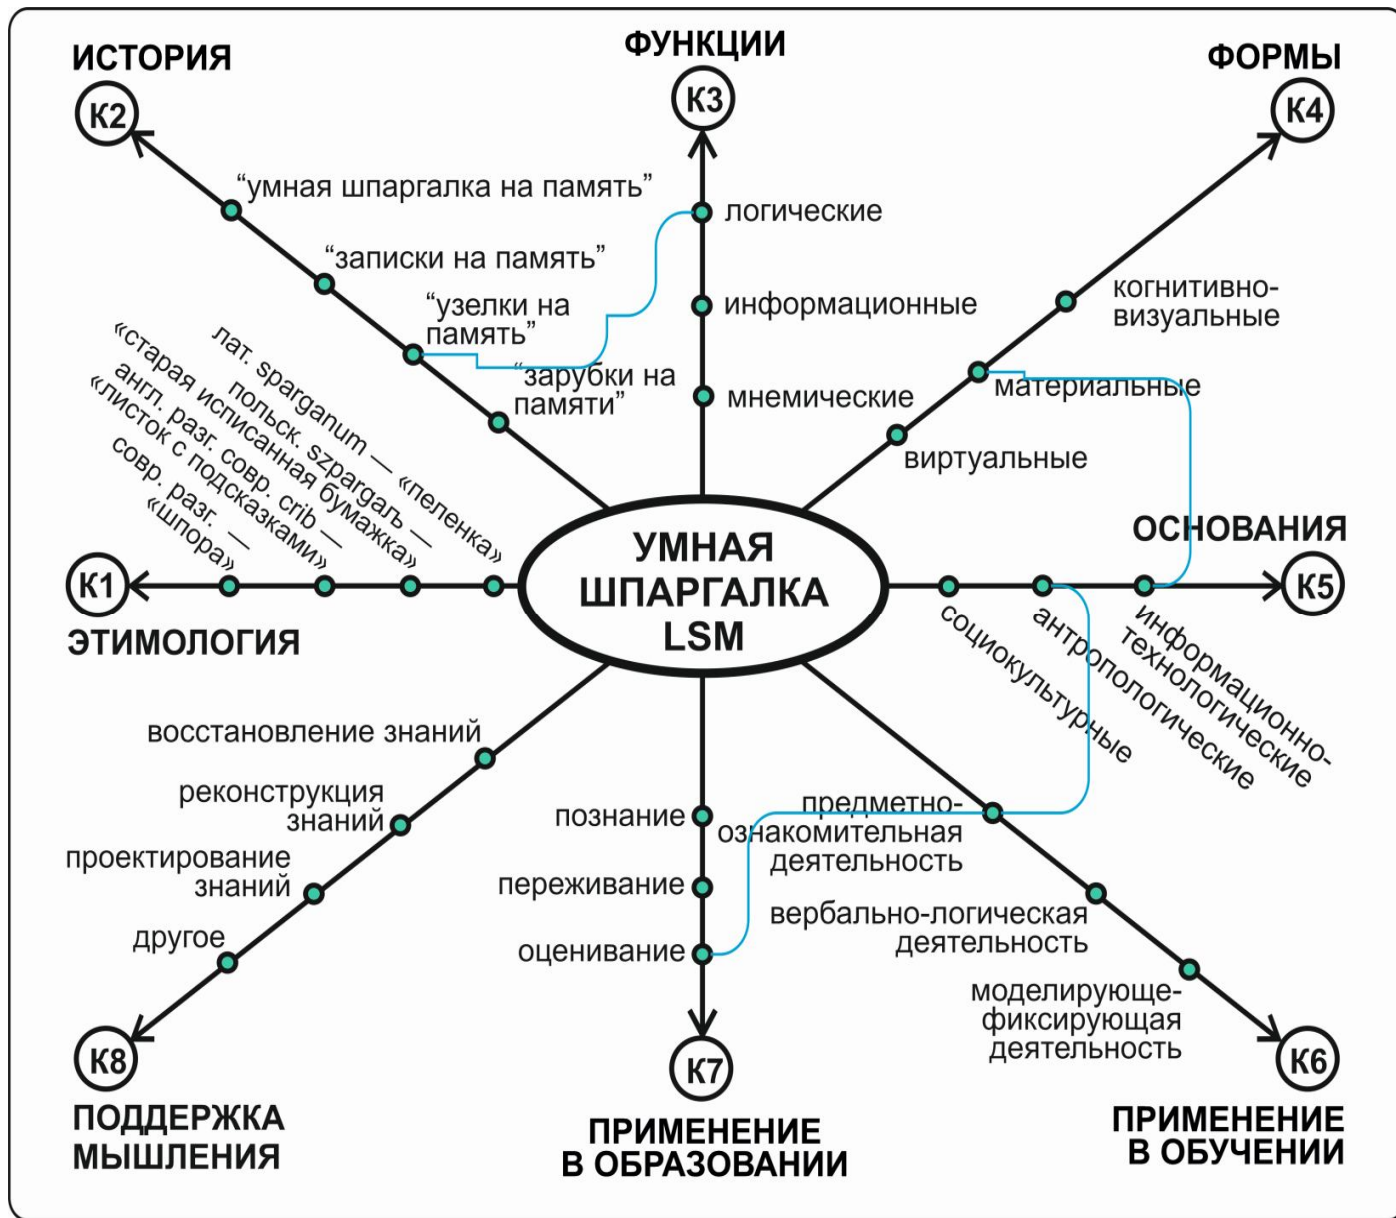 ИСТОРИЯ
К2
ФУНКЦИИ
К3
ФОРМЫ
К4
“умная шпаргалка на память”
“записки на память”
“узелки на
память”
“зарубки на
памяти”
логические
информационные
мнемические
когнитивно-
визуальные
материальные
виртуальные
лат. sparganum — «пеленка»
польск. szpargaъ —
«старая исписанная бумажка»
англ. разг. совр. crib —
«листок с подсказками»
совр. разг. —
«шпора»
К1
ЭТИМОЛОГИЯ
УМНАЯ
ШПАРГАЛКА
LSM
ОСНОВАНИЯ
К5
социокультурные
антропологические
информационно-
технологические
восстановление знаний
реконструкция
знаний
проектирование
знаний
другое
К8
ПОДДЕРЖКА
МЫШЛЕНИЯ
познание
переживание
оценивание
К7
ПРИМЕНЕНИЕ
В ОБРАЗОВАНИИ
предметно-
ознакомительная
деятельность
вербально-логическая
деятельность
моделирующе-
фиксирующая
деятельность
К6
ПРИМЕНЕНИЕ
В ОБУЧЕНИИ